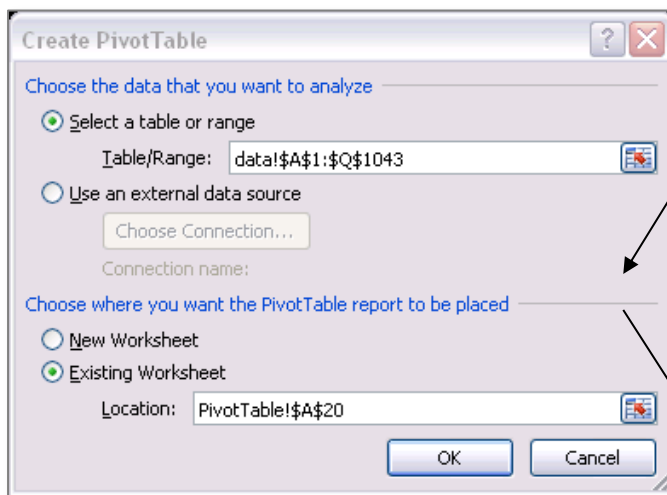 Create PivotTable
?
Choose the data that you want to analyze
Select a table or range
Table/Range: data!$A$1:$Q$1043
Use an external data source
Choose Connection...
Connection name:
Choose where you want the PivotTable report to be placed
New Worksheet
Existing Worksheet
Location: PivotTable!$A$20
OK Cancel